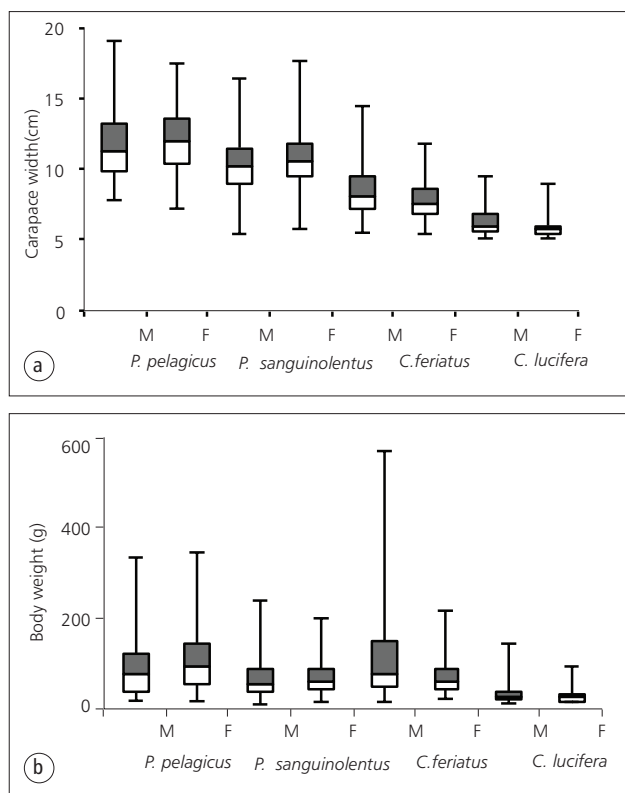 20
15
10
5
0
Carapace width(cm)
M F M F M F M F
P. pelagicus P. sanguinolentus C.feriatus C. lucifera
a
600
400
200
0
Body weight (g)
M F M F M F M F
P. pelagicus P. sanguinolentus C.feriatus C. lucifera
b